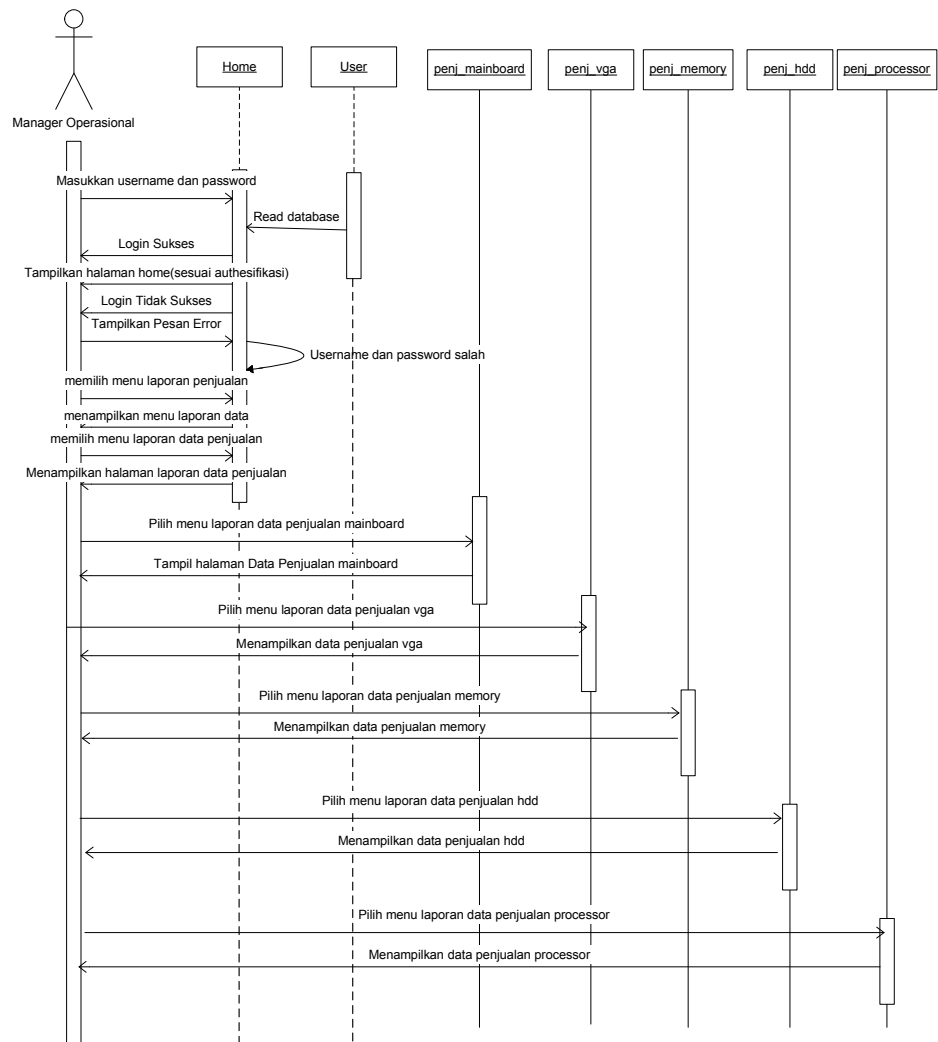 Home
User
penj_mainboard
penj_vga
penj_memory
penj_hdd
penj_processor
Manager Operasional
Masukkan username dan password
Read database
Login Sukses
Tampilkan halaman home(sesuai authesifikasi)
Login Tidak Sukses
Tampilkan Pesan Error
Username dan password salah
memilih menu laporan penjualan
menampilkan menu laporan data
memilih menu laporan data penjualan
Menampilkan halaman laporan data penjualan
Pilih menu laporan data penjualan mainboard
Tampil halaman Data Penjualan mainboard
Pilih menu laporan data penjualan vga
Menampilkan data penjualan vga
Pilih menu laporan data penjualan memory
Menampilkan data penjualan memory
Pilih menu laporan data penjualan hdd
Menampilkan data penjualan hdd
Pilih menu laporan data penjualan processor
Menampilkan data penjualan processor